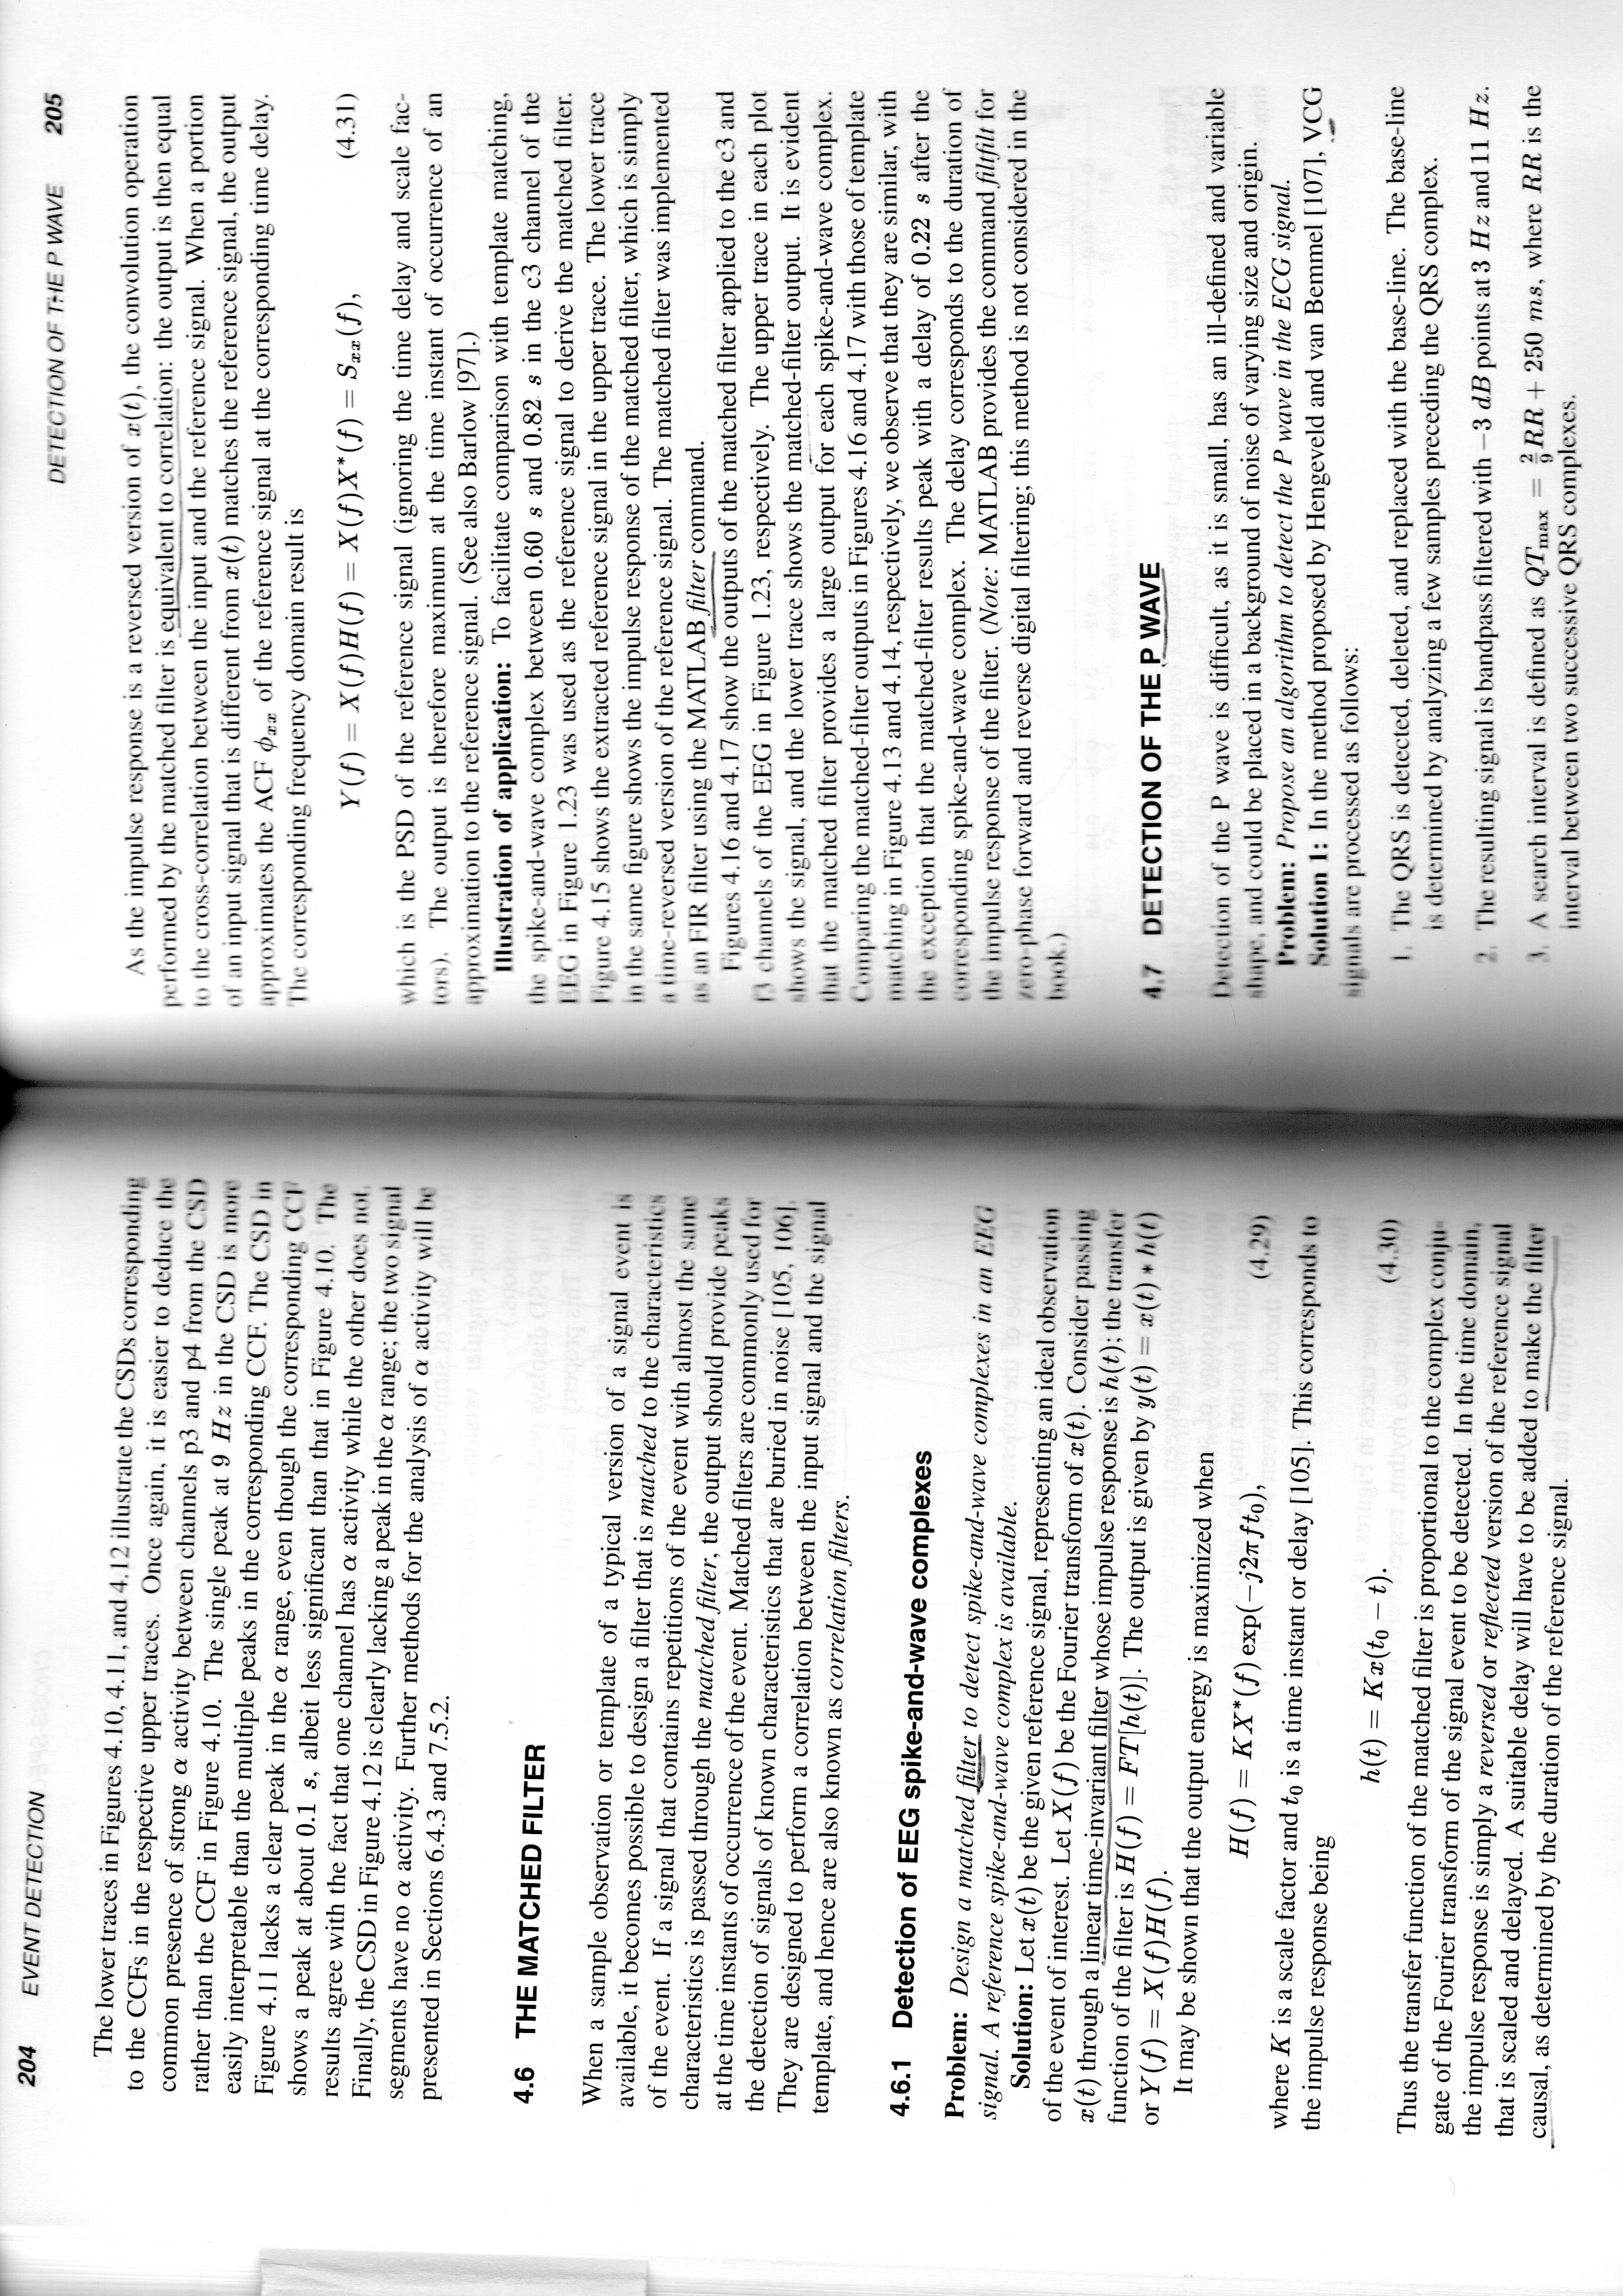 204 EVENT DETECTION
The lower traces in Figures 4.10, 4.11, and 4.12 illustrate the CSDs corresponding
to the CCFs in the respective upper traces. Once again, it is easier to deduce the
common presence of strong α activity between channels p3 and p4 from the CSD
rather than the CCF in Figure 4.10. The single peak at 9 Hz in the CSD is more
easily interpretable than the multiple peaks in the corresponding CCF. The CSD in
Figure 4.11 lacks a clear peak in the α range, even though the corresponding CCF
shows a peak at about 0.1 s, albeit less significant than that in Figure 4.10. The
results agree with the fact that one channel has α activity while the other does not.
Finally, the CSD in Figure 4.12 is clearly lacking a peak in the α range; the two signal
segments have no α activity. Further methods for the analysis of α activity will be
presented in Sections 6.4.3 and 7.5.2.
4.6 THE MATCHED FILTER
When a sample observation or template of a typical version of a signal event is
available, it becomes possible to design a filter that is matched to the characteristics
of the event. If a signal that contains repetitions of the event with almost the same
characteristics is passed through the matched filter, the output should provide peaks
at the time instants of occurrence of the event. Matched filters are commonly used for
the detection of signals of known characteristics that are buried in noise [105, 106].
They are designed to perform a correlation between the input signal and the signal
template, and hence are also known as correlation filters.
4.6.1 Detection of EEG spike-and-wave complexes
Problem: Design a matched filter to detect spike-and-wave complexes in an EEG
signal. A reference spike-and-wave complex is available.
Solution: Let x(t) be the given reference signal, representing an ideal observation
of the event of interest. Let X(f) be the Fourier transform of x(t). Consider passing
x(t) through a linear time-invariant filter whose impulse response is h(t); the transfer
function of the filter is H(f) = FT[h(t)]. The output is given by y(t) = x(t) * h(t)
or Y(f) = X(f)H(f).
It may be shown that the output energy is maximized when
H(f) = KX*(f) exp(−j2πft₀), (4.29)
where K is a scale factor and t₀ is a time instant or delay [105]. This corresponds to
the impulse response being
h(t) = Kx(t₀ − t). (4.30)
Thus the transfer function of the matched filter is proportional to the complex conju-
gate of the Fourier transform of the signal event to be detected. In the time domain,
the impulse response is simply a reversed or reflected version of the reference signal
that is scaled and delayed. A suitable delay will have to be added to make the filter
causal, as determined by the duration of the reference signal.
DETECTION OF THE P WAVE 205
As the impulse response is a reversed version of x(t), the convolution operation
performed by the matched filter is equivalent to correlation: the output is then equal
to the cross-correlation between the input and the reference signal. When a portion
of an input signal that is different from x(t) matches the reference signal, the output
approximates the ACF ϕₓₓ of the reference signal at the corresponding time delay.
The corresponding frequency domain result is
Y(f) = X(f)H(f) = X(f)X*(f) = Sₓₓ(f), (4.31)
which is the PSD of the reference signal (ignoring the time delay and scale fac-
tors). The output is therefore maximum at the time instant of occurrence of an
approximation to the reference signal. (See also Barlow [97].)
Illustration of application: To facilitate comparison with template matching,
the spike-and-wave complex between 0.60 s and 0.82 s in the c3 channel of the
EEG in Figure 1.23 was used as the reference signal to derive the matched filter.
Figure 4.15 shows the extracted reference signal in the upper trace. The lower trace
in the same figure shows the impulse response of the matched filter, which is simply
a time-reversed version of the reference signal. The matched filter was implemented
as an FIR filter using the MATLAB filter command.
Figures 4.16 and 4.17 show the outputs of the matched filter applied to the c3 and
f3 channels of the EEG in Figure 1.23, respectively. The upper trace in each plot
shows the signal, and the lower trace shows the matched-filter output. It is evident
that the matched filter provides a large output for each spike-and-wave complex.
Comparing the matched-filter outputs in Figures 4.16 and 4.17 with those of template
matching in Figure 4.13 and 4.14, respectively, we observe that they are similar, with
the exception that the matched-filter results peak with a delay of 0.22 s after the
corresponding spike-and-wave complex. The delay corresponds to the duration of
the impulse response of the filter. (Note: MATLAB provides the command filtfilt for
zero-phase forward and reverse digital filtering; this method is not considered in the
book.)
4.7 DETECTION OF THE P WAVE
Detection of the P wave is difficult, as it is small, has an ill-defined and variable
shape, and could be placed in a background of noise of varying size and origin.
Problem: Propose an algorithm to detect the P wave in the ECG signal.
Solution 1: In the method proposed by Hengeveld and van Bemmel [107], VCG
signals are processed as follows:
1. The QRS is detected, deleted, and replaced with the base-line. The base-line
is determined by analyzing a few samples preceding the QRS complex.
2. The resulting signal is bandpass filtered with −3 dB points at 3 Hz and 11 Hz.
3. A search interval is defined as QTmax = 2/9 RR + 250 ms, where RR is the
interval between two successive QRS complexes.